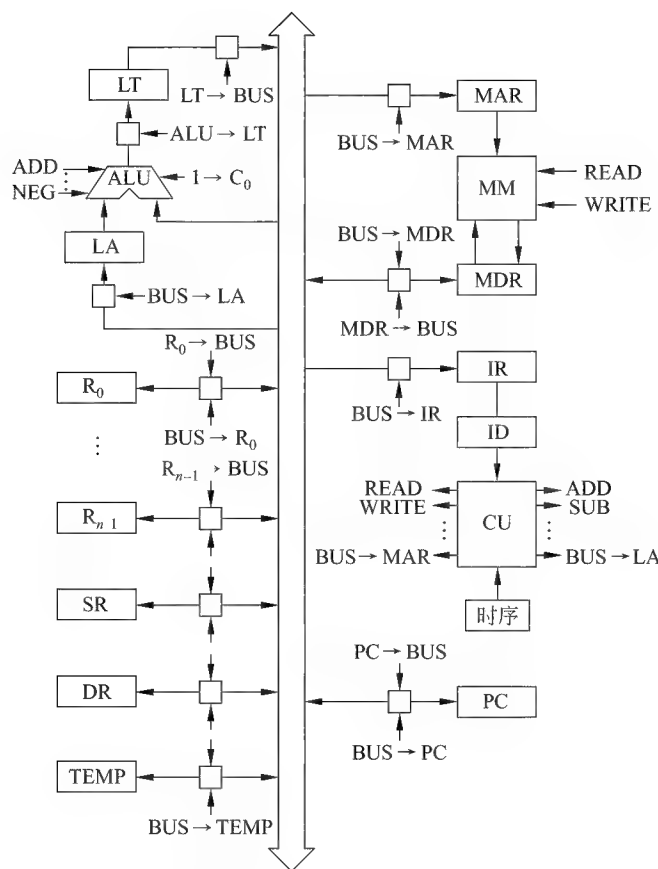 LT
LT → BUS
ALU → LT
ADD
⋮
NEG
ALU
1 → C₀
LA
BUS → LA
R₀ → BUS
R₀
BUS → R₀
⋮
Rₙ₋₁ → BUS
Rₙ₋₁
SR
DR
TEMP
BUS → TEMP
MAR
BUS → MAR
MM
READ
WRITE
BUS → MDR
MDR
MDR → BUS
IR
BUS → IR
ID
READ
WRITE
⋮
BUS → MAR
CU
ADD
SUB
⋮
BUS → LA
时序
PC → BUS
PC
BUS → PC